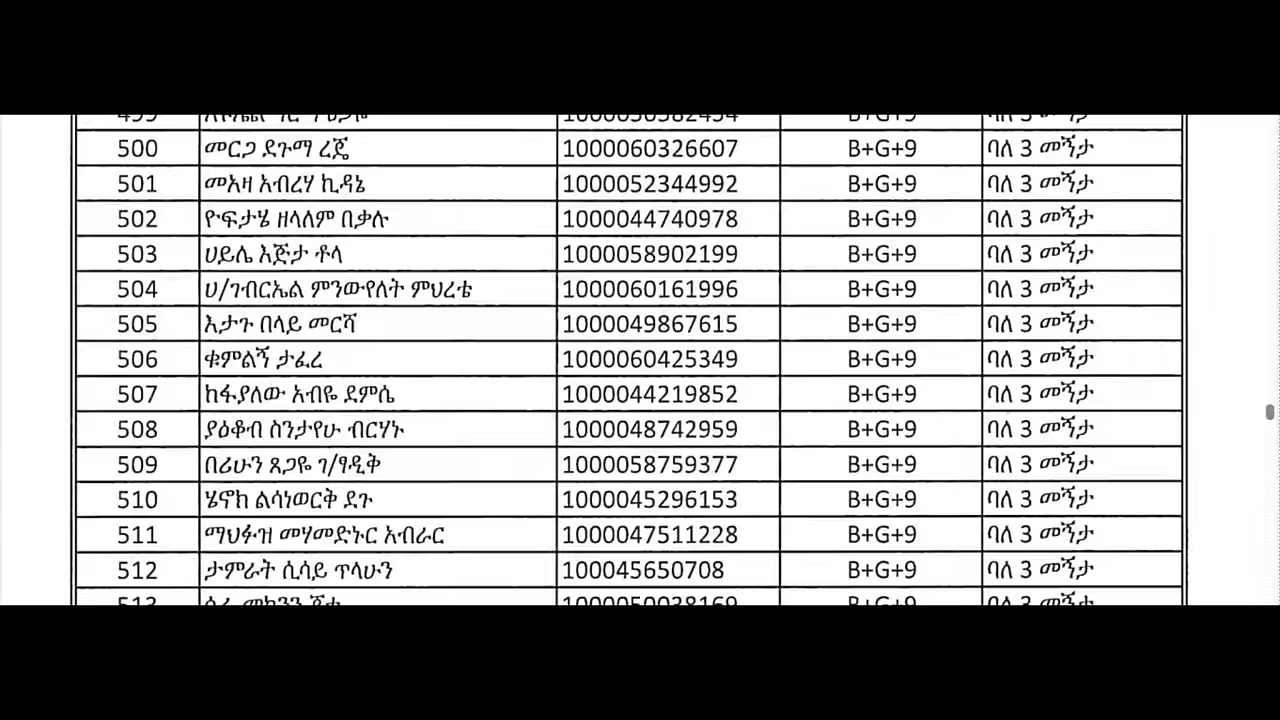 500 መርጋ ደጉማ ረጄ 1000060326607 B+G+9 ባለ 3 መኝታ
501 መአዛ አብረሃ ኪዳኔ 1000052344992 B+G+9 ባለ 3 መኝታ
502 ዮፍታሄ ዘላለም በቃሉ 1000044740978 B+G+9 ባለ 3 መኝታ
503 ሀይሌ እጅታ ቶላ 1000058902199 B+G+9 ባለ 3 መኝታ
504 ሀ/ገብርኤል ምንውየለት ምህረቴ 1000060161996 B+G+9 ባለ 3 መኝታ
505 እታጉ በላይ መርሻ 1000049867615 B+G+9 ባለ 3 መኝታ
506 ቁምልኝ ታፈረ 1000060425349 B+G+9 ባለ 3 መኝታ
507 ከፋያለው አብዬ ደምሴ 1000044219852 B+G+9 ባለ 3 መኝታ
508 ያዕቆብ ስንታየሁ ብርሃኑ 1000048742959 B+G+9 ባለ 3 መኝታ
509 በሪሁን ጸጋዬ ገ/ፃዲቅ 1000058759377 B+G+9 ባለ 3 መኝታ
510 ሄኖክ ልሳነወርቅ ደጉ 1000045296153 B+G+9 ባለ 3 መኝታ
511 ማህፉዝ መሃመድኑር አብራር 1000047511228 B+G+9 ባለ 3 መኝታ
512 ታምራት ሲሳይ ጥላሁን 100045650708 B+G+9 ባለ 3 መኝታ